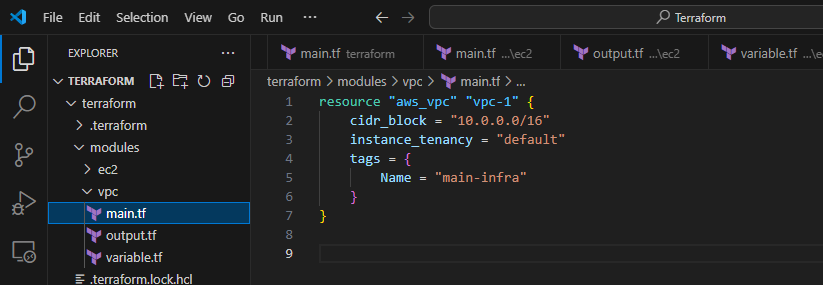 File Edit Selection View Go Run ... Terraform
EXPLORER ...
main.tf terraform main.tf ...\ec2 output.tf ...\ec2 variable.tf ...\e
TERRAFORM
terraform > modules > vpc > main.tf > ...
terraform
.terraform
modules
ec2
vpc
main.tf
output.tf
variable.tf
.terraform.lock.hcl
1 resource "aws_vpc" "vpc-1" {
2 cidr_block = "10.0.0.0/16"
3 instance_tenancy = "default"
4 tags = {
5 Name = "main-infra"
6 }
7 }
8
9